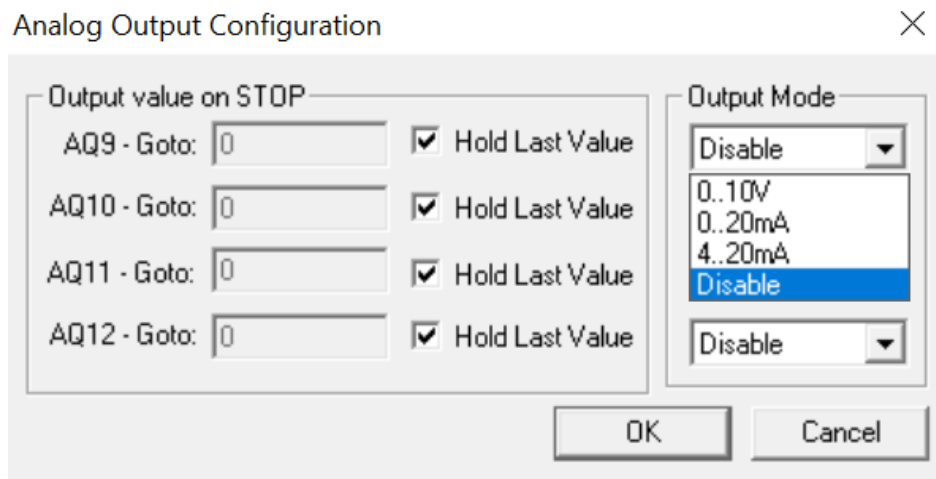 Analog Output Configuration
Output value on STOP
AQ9 - Goto: 0 Hold Last Value
AQ10 - Goto: 0 Hold Last Value
AQ11 - Goto: 0 Hold Last Value
AQ12 - Goto: 0 Hold Last Value
Output Mode
Disable
0..10V
0..20mA
4..20mA
Disable
Disable
OK Cancel